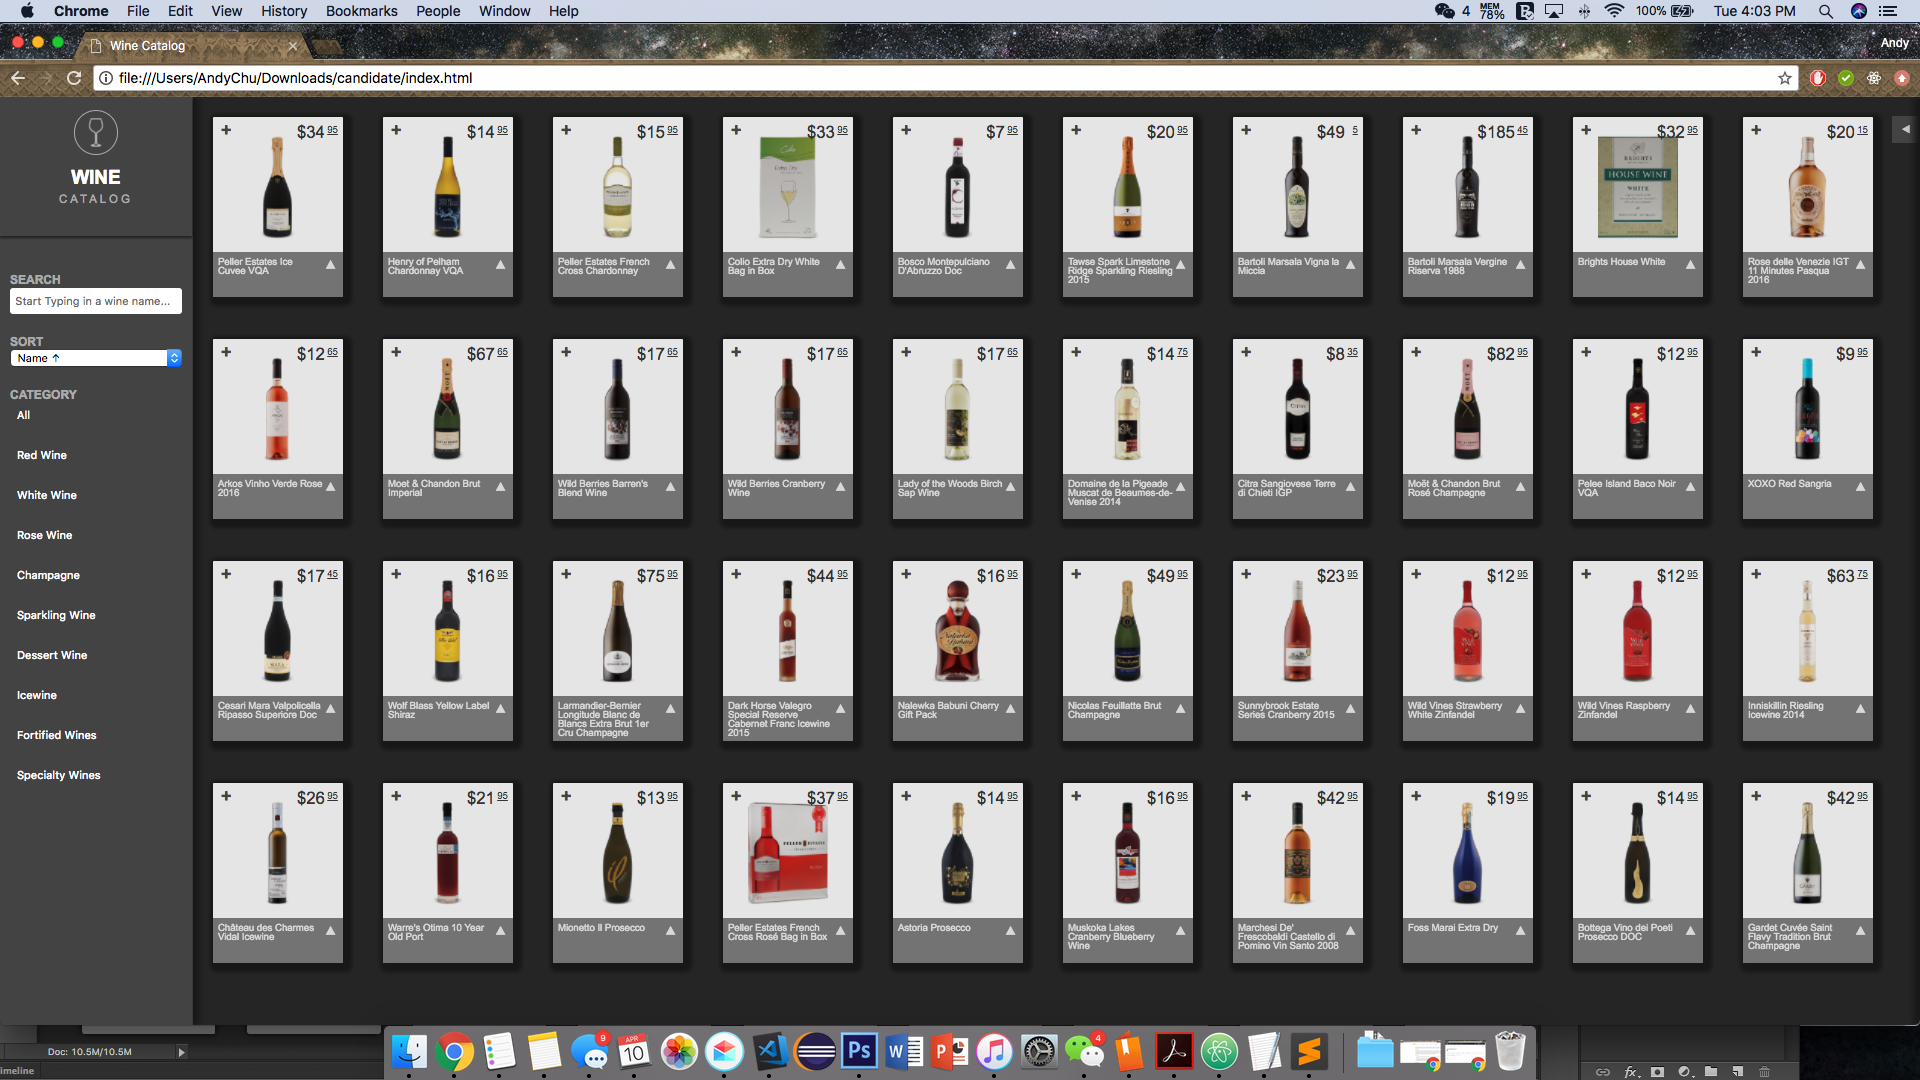 Chrome File Edit View History Bookmarks People Window Help
4 MEM 78% 100% Tue 4:03 PM
Wine Catalog
Andy
file:///Users/AndyChu/Downloads/candidate/index.html
WINE
CATALOG
SEARCH
Start Typing in a wine name...
SORT
Name ↑
CATEGORY
All
Red Wine
White Wine
Rose Wine
Champagne
Sparkling Wine
Dessert Wine
Icewine
Fortified Wines
Specialty Wines
+ $34 95
Peller Estates Ice
Cuvee VQA
+ $14 95
Henry of Pelham
Chardonnay VQA
+ $15 95
Peller Estates French
Cross Chardonnay
+ $33 95
Colio Extra Dry White
Bag in Box
+ $7 95
Bosco Montepulciano
D'Abruzzo Doc
+ $20 95
Tawse Spark Limestone
Ridge Sparkling Riesling
2015
+ $49 5
Bartoli Marsala Vigna la
Miccia
+ $185 45
Bartoli Marsala Vergine
Riserva 1988
+ $32 95
BRIGHTS
HOUSE WINE
WHITE
Brights House White
+ $20 15
Rose delle Venezie IGT
11 Minutes Pasqua
2016
+ $12 65
Arkos Vinho Verde Rose
2016
+ $67 65
Moet & Chandon Brut
Imperial
+ $17 65
Wild Berries Barren's
Blend Wine
+ $17 65
Wild Berries Cranberry
Wine
+ $17 65
Lady of the Woods Birch
Sap Wine
+ $14 75
Domaine de la Pigeade
Muscat de Beaumes-de-
Venise 2014
+ $8 35
Citra Sangiovese Terre
di Chieti IGP
+ $82 95
Moët & Chandon Brut
Rosé Champagne
+ $12 95
Pelee Island Baco Noir
VQA
+ $9 95
XOXO Red Sangria
+ $17 45
Cesari Mara Valpolicella
Ripasso Superiore Doc
+ $16 95
Wolf Blass Yellow Label
Shiraz
+ $75 95
Larmandier-Bernier
Longitude Blanc de
Blancs Extra Brut 1er
Cru Champagne
+ $44 95
Dark Horse Valegro
Special Reserve
Cabernet Franc Icewine
2015
+ $16 95
Nalewka Babuni Cherry
Gift Pack
+ $49 95
Nicolas Feuillatte Brut
Champagne
+ $23 95
Sunnybrook Estate
Series Cranberry 2015
+ $12 95
Wild Vines Strawberry
White Zinfandel
+ $12 95
Wild Vines Raspberry
Zinfandel
+ $63 75
Inniskillin Riesling
Icewine 2014
+ $26 95
Château des Charmes
Vidal Icewine
+ $21 95
Warre's Otima 10 Year
Old Port
+ $13 95
Mionetto Il Prosecco
+ $37 95
PELLER ESTATES
Peller Estates French
Cross Rosé Bag in Box
+ $14 95
Astoria Prosecco
+ $16 95
Muskoka Lakes
Cranberry Blueberry
Wine
+ $42 95
Marchesi De'
Frescobaldi Castello di
Pomino Vin Santo 2008
+ $19 95
Foss Marai Extra Dry
+ $14 95
Bottega Vino dei Poeti
Prosecco DOC
+ $42 95
Gardet Cuvée Saint
Flavy Tradition Brut
Champagne
Doc: 10.5M/10.5M
imeline
9
APR
10
Ps
W
P
4
fx